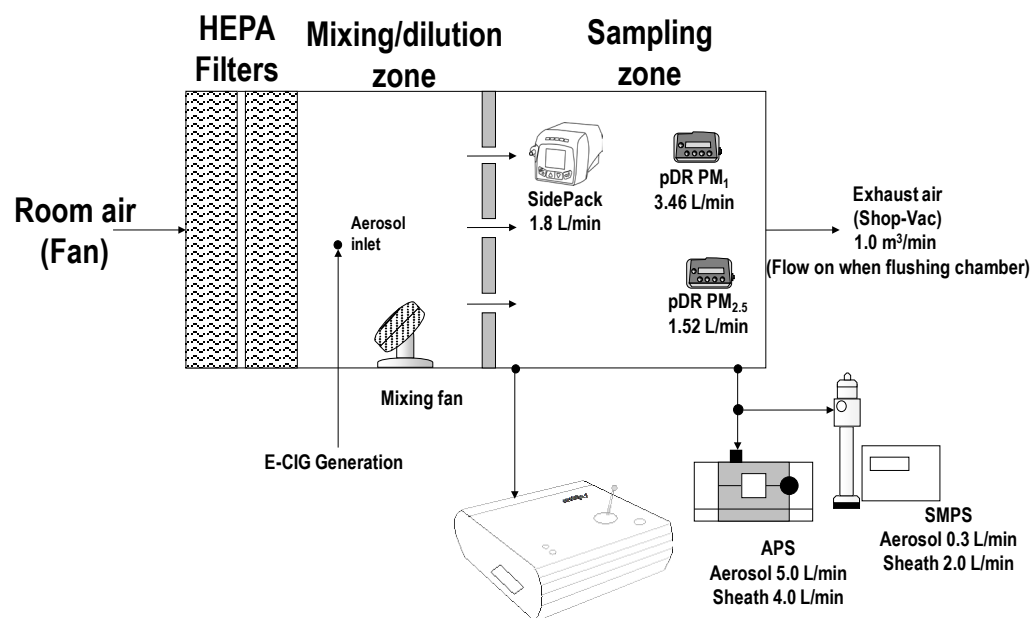 HEPA
Filters
Mixing/dilution
zone
Sampling
zone
Room air
(Fan)
Aerosol
inlet
SidePack
1.8 L/min
pDR PM₁
3.46 L/min
pDR PM₂.₅
1.52 L/min
Exhaust air
(Shop-Vac)
1.0 m³/min
(Flow on when flushing chamber)
Mixing fan
E-CIG Generation
APS
Aerosol 5.0 L/min
Sheath 4.0 L/min
SMPS
Aerosol 0.3 L/min
Sheath 2.0 L/min